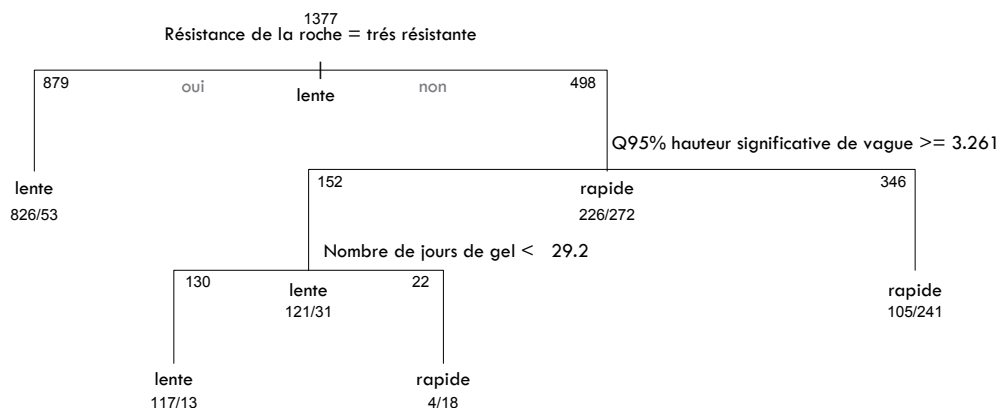 1377
Résistance de la roche = trés résistante
879
oui
non
498
lente
Q95% hauteur significative de vague >= 3.261
lente
152
rapide
346
826/53
226/272
Nombre de jours de gel < 29.2
130
lente
22
rapide
121/31
105/241
lente
rapide
117/13
4/18